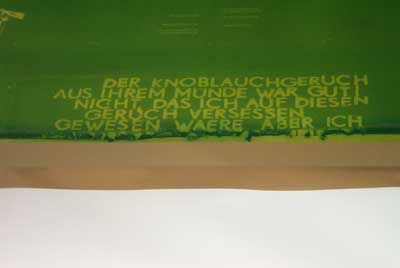 DER KNOBLAUCHGERUCH
AUS IHREM MUNDE WAR GUT!
NICHT, DAS ICH AUF DIESEN
GERUCH VERSESSEN
GEWESEN WAERE ABER ICH